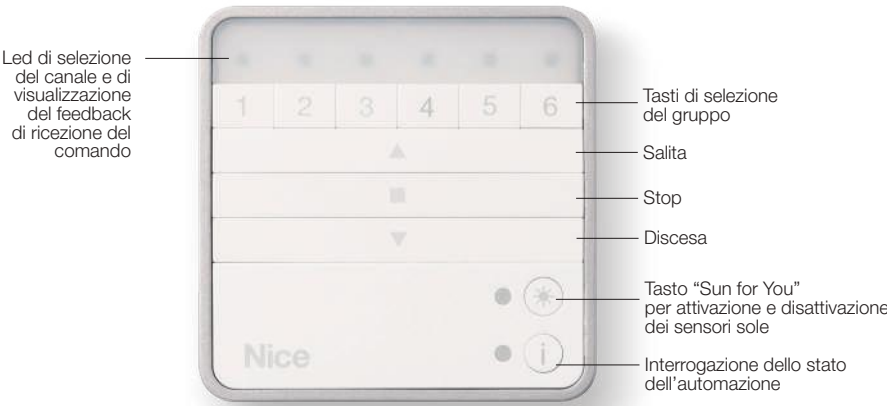 Led di selezione
del canale e di
visualizzazione
del feedback
di ricezione del
comando
1 2 3 4 5 6
Tasti di selezione
del gruppo
Salita
Stop
Discesa
Tasto “Sun for You”
per attivazione e disattivazione
dei sensori sole
i
Nice
Interrogazione dello stato
dell’automazione